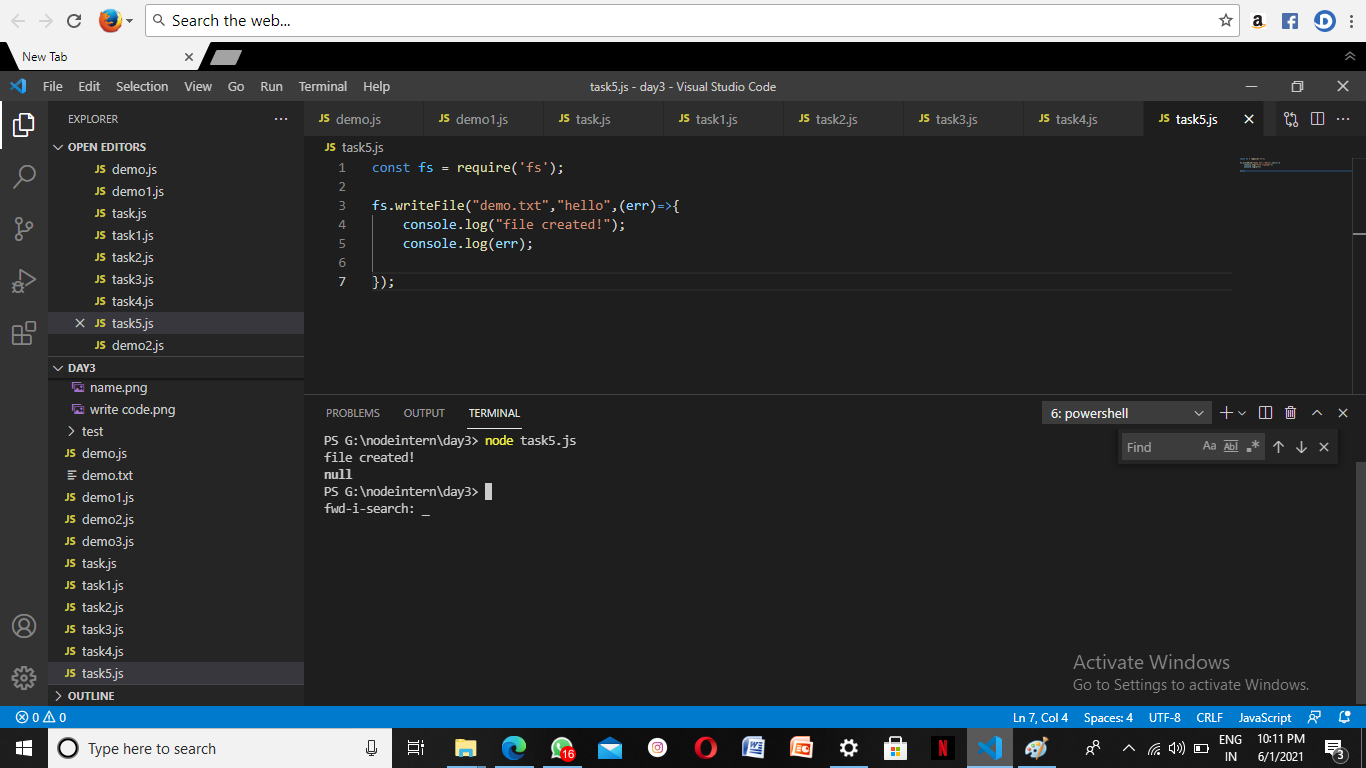 Search the web...
New Tab
File Edit Selection View Go Run Terminal Help
task5.js - day3 - Visual Studio Code
EXPLORER
OPEN EDITORS
JS demo.js
JS demo1.js
JS task.js
JS task1.js
JS task2.js
JS task3.js
JS task4.js
JS task5.js
JS demo2.js
DAY3
name.png
write code.png
test
JS demo.js
demo.txt
JS demo1.js
JS demo2.js
JS demo3.js
JS task.js
JS task1.js
JS task2.js
JS task3.js
JS task4.js
JS task5.js
OUTLINE
JS demo.js JS demo1.js JS task.js JS task1.js JS task2.js JS task3.js JS task4.js JS task5.js
JS task5.js
1 const fs = require('fs');
2
3 fs.writeFile("demo.txt","hello",(err)=>{
4 console.log("file created!");
5 console.log(err);
6
7 });
PROBLEMS OUTPUT TERMINAL
6: powershell
Find Aa Abl
PS G:\nodeintern\day3> node task5.js
file created!
null
PS G:\nodeintern\day3>
fwd-i-search: _
Activate Windows
Go to Settings to activate Windows.
0 0
Ln 7, Col 4 Spaces: 4 UTF-8 CRLF JavaScript
Type here to search
16
ENG
IN
10:11 PM
6/1/2021
3